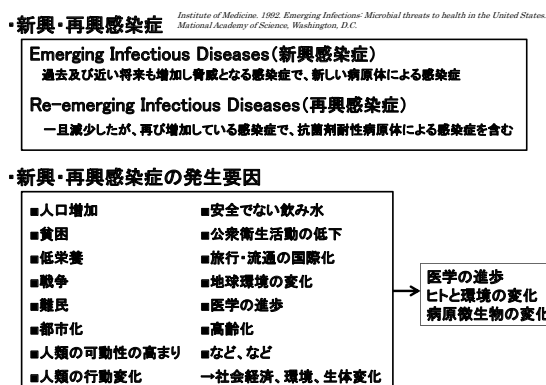 ・新興・再興感染症
Institute of Medicine. 1992. Emerging Infections: Microbial threats to health in the United States.
Mational Academy of Science, Washington, D.C.
Emerging Infectious Diseases(新興感染症)
過去及び近い将来も増加し脅威となる感染症で、新しい病原体による感染症
Re-emerging Infectious Diseases(再興感染症)
一旦減少したが、再び増加している感染症で、抗菌剤耐性病原体による感染症を含む
・新興・再興感染症の発生要因
■人口増加
■貧困
■低栄養
■戦争
■難民
■都市化
■人類の可動性の高まり
■人類の行動変化
■安全でない飲み水
■公衆衛生活動の低下
■旅行・流通の国際化
■地球環境の変化
■医学の進歩
■高齢化
■など、など
→社会経済、環境、生体変化
医学の進歩
ヒトと環境の変化
病原微生物の変化